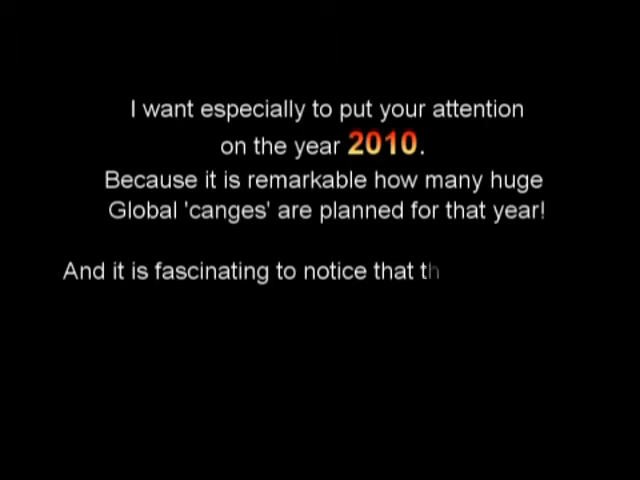 I want especially to put your attention
on the year 2010.
Because it is remarkable how many huge
Global 'canges' are planned for that year!
And it is fascinating to notice that th